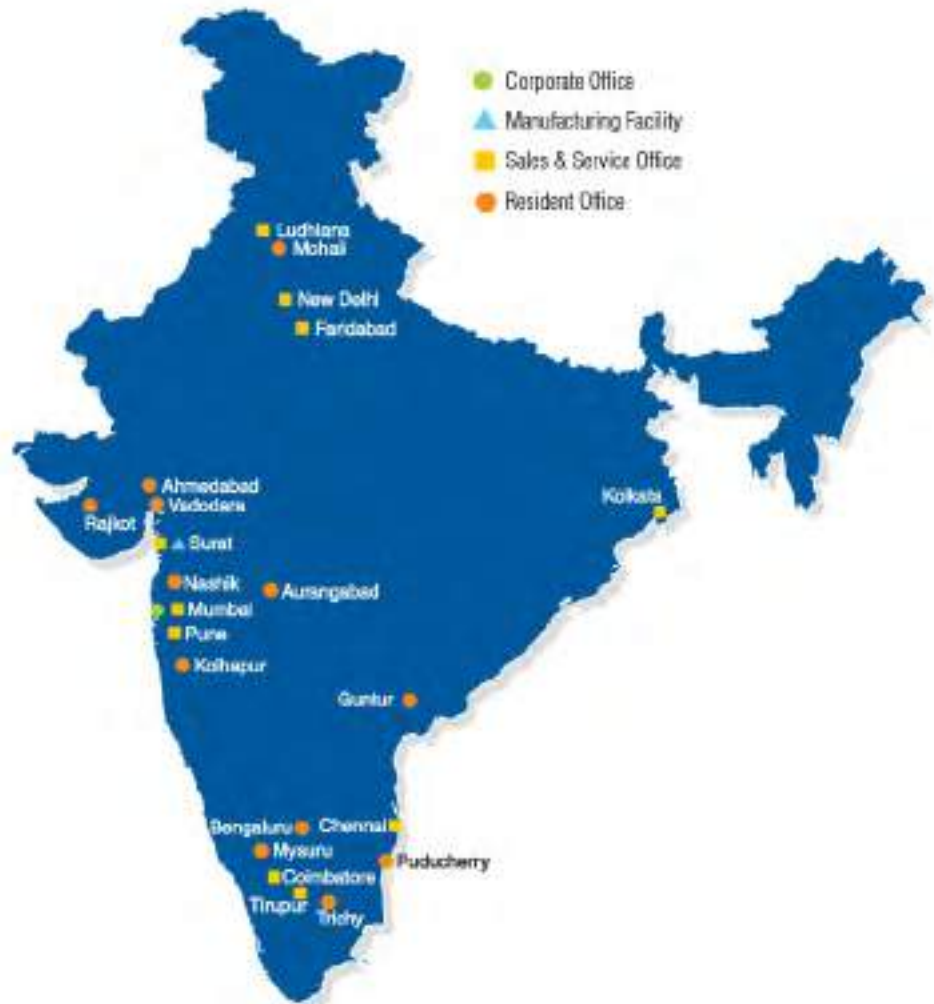 Corporate Office
Manufacturing Facility
Sales & Service Office
Resident Office
Ludhiana
Mohali
New Delhi
Faridabad
Ahmedabad
Vadodara
Rajkot
Kolkata
Surat
Nashik
Aurangabad
Mumbai
Pune
Kolhapur
Guntur
Bengaluru
Chennai
Mysuru
Puducherry
Coimbatore
Tirupur
Trichy